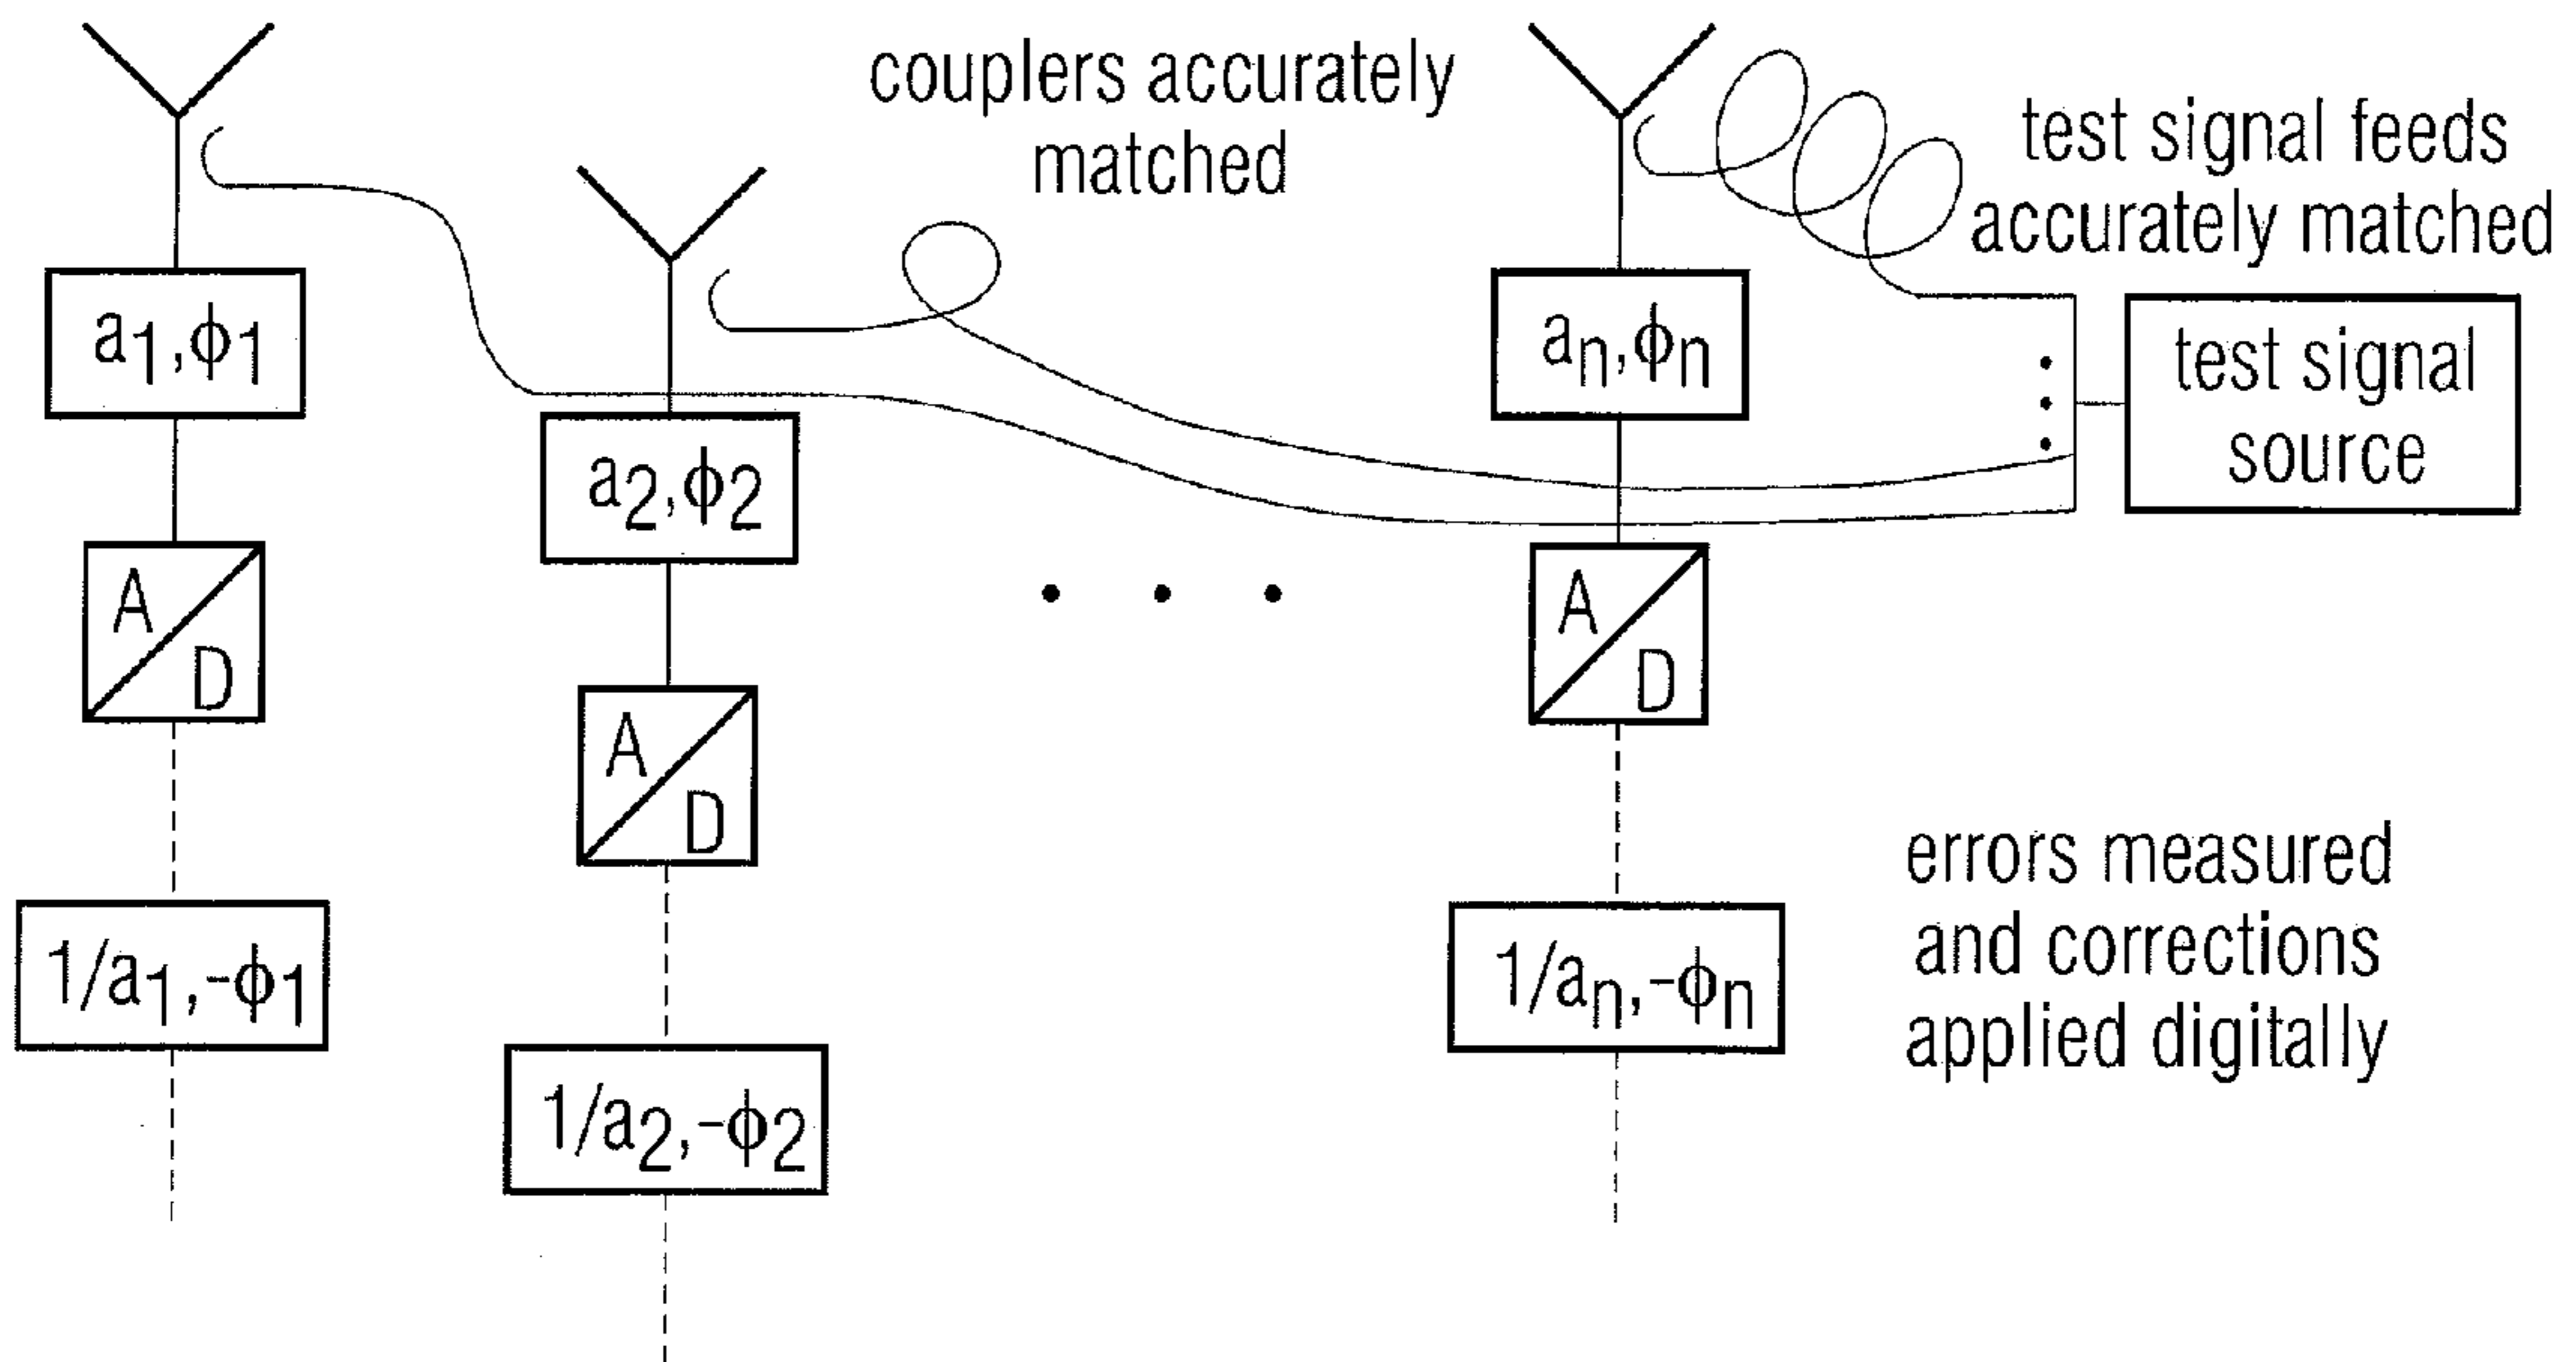 couplers accurately
matched
test signal feeds
accurately matched
a1,ϕ1
a2,ϕ2
an,ϕn
test signal
source
A
D
A
D
A
D
errors measured
and corrections
applied digitally
1/a1,-ϕ1
1/a2,-ϕ2
1/an,-ϕn